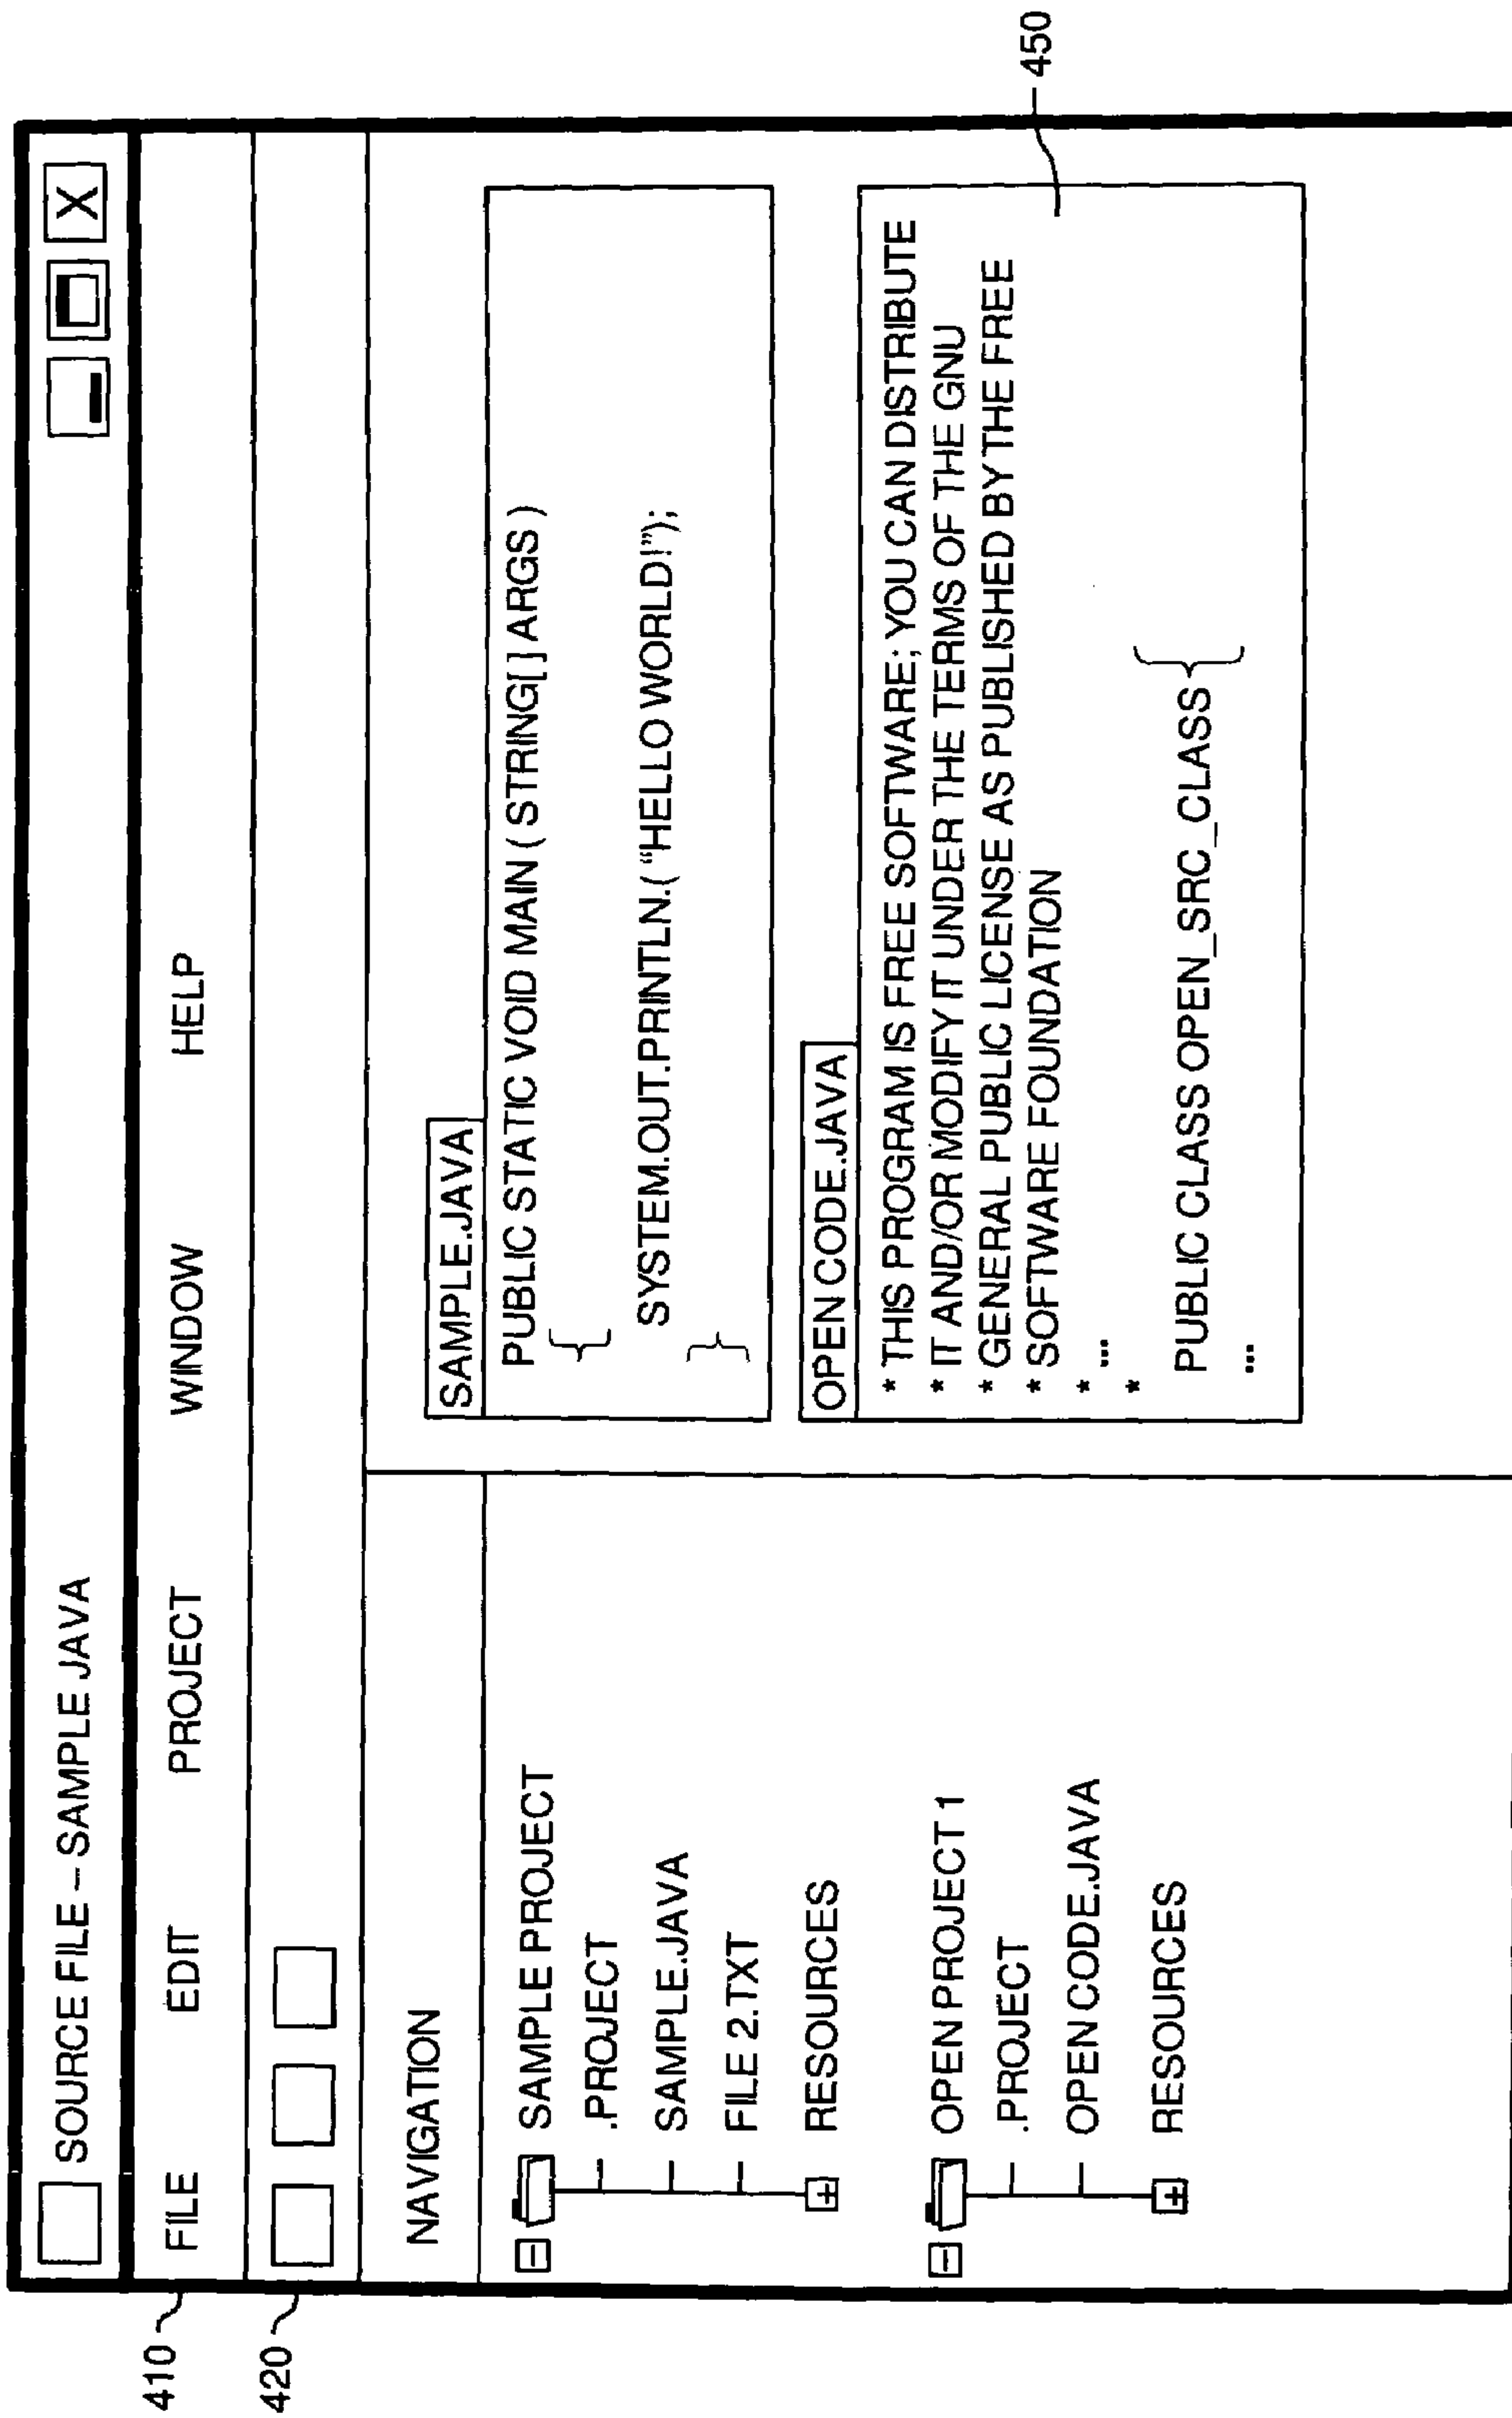 SOURCE FILE – SAMPLE JAVA
X
410
FILE EDIT PROJECT WINDOW HELP
420
NAVIGATION
SAMPLE PROJECT
.PROJECT
SAMPLE.JAVA
FILE 2.TXT
RESOURCES
OPEN PROJECT 1
.PROJECT
OPEN CODE.JAVA
RESOURCES
SAMPLE.JAVA
PUBLIC STATIC VOID MAIN ( STRING[ ] ARGS )
{
SYSTEM.OUT.PRINTLN.( “HELLO WORLD!”);
}
OPEN CODE.JAVA
* THIS PROGRAM IS FREE SOFTWARE; YOU CAN DISTRIBUTE
* IT AND/OR MODIFY IT UNDER THE TERMS OF THE GNU
* GENERAL PUBLIC LICENSE AS PUBLISHED BY THE FREE
* SOFTWARE FOUNDATION
* ...
*
PUBLIC CLASS OPEN_SRC_CLASS {
...
450